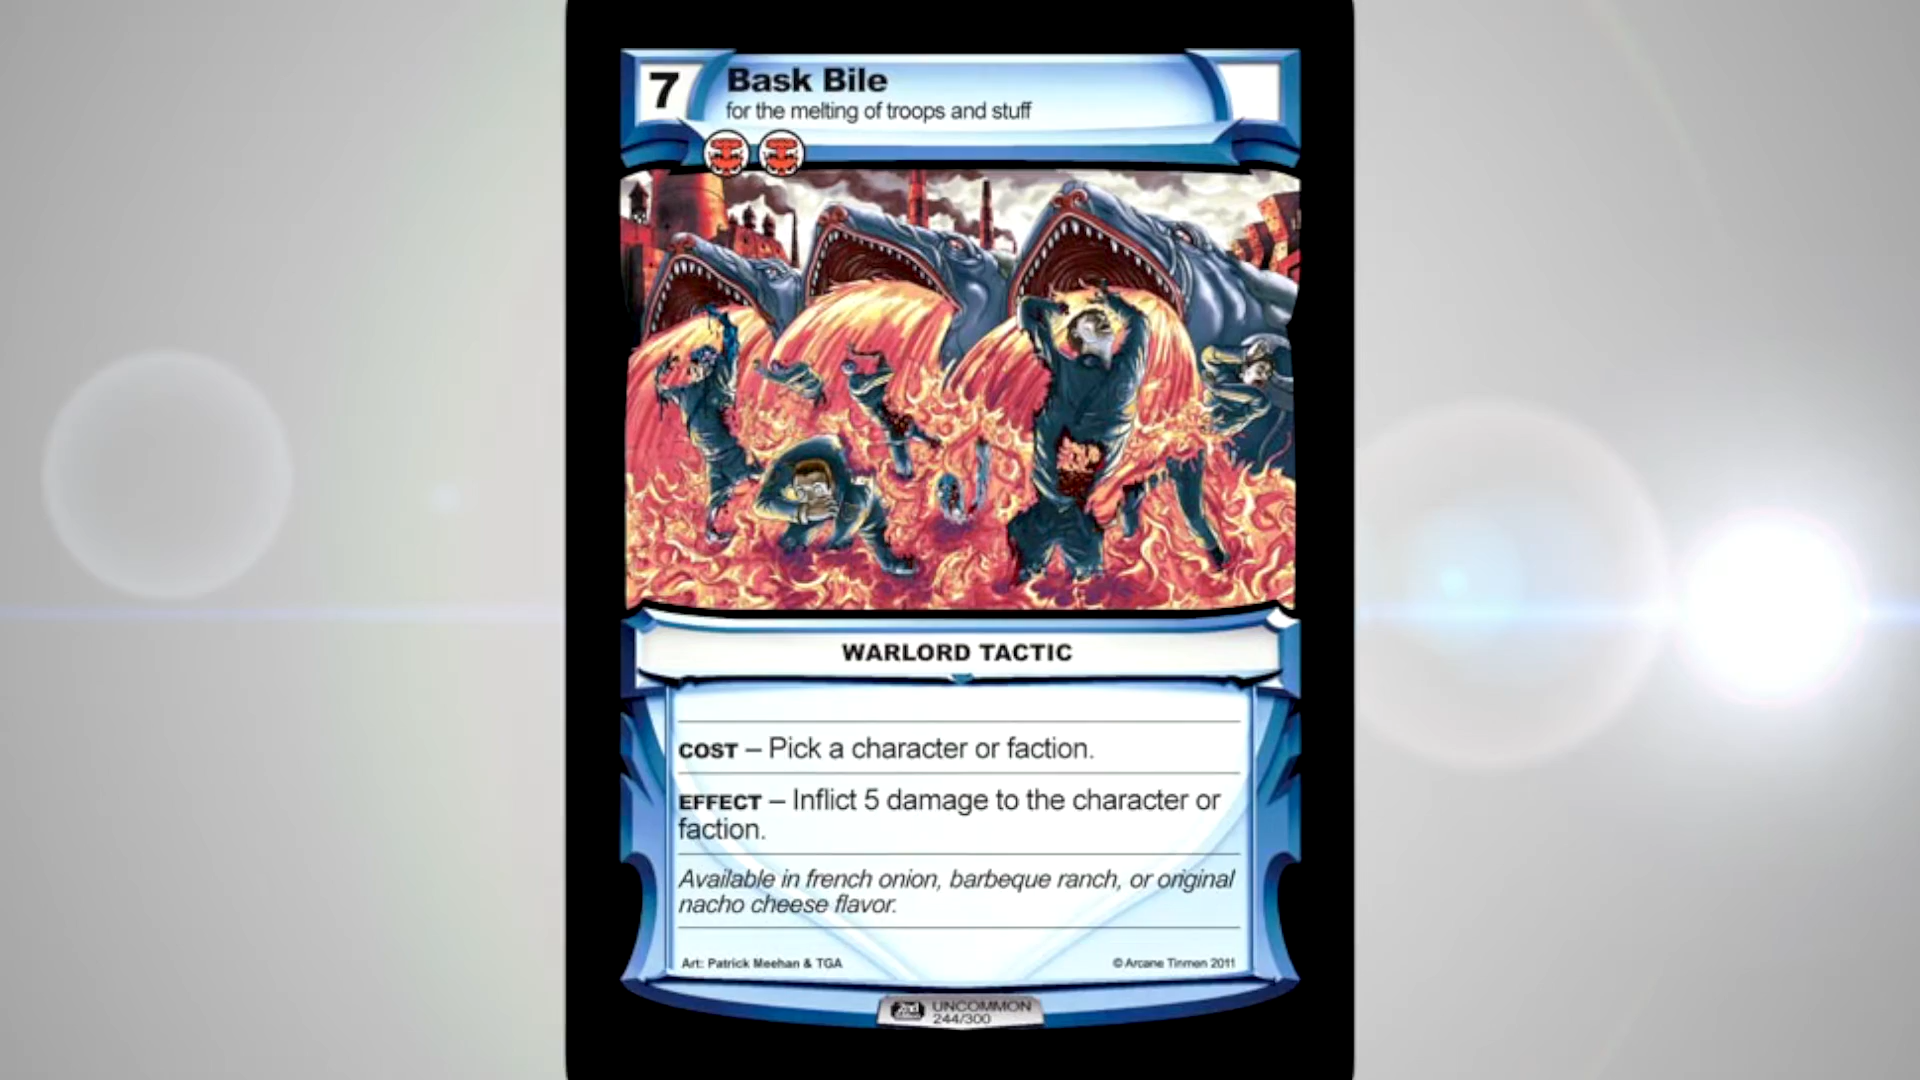 7
Bask Bile
for the melting of troops and stuff
WARLORD TACTIC
COST – Pick a character or faction.
EFFECT – Inflict 5 damage to the character or
faction.
Available in french onion, barbeque ranch, or original
nacho cheese flavor.
Art: Patrick Meehan & TGA
© Arcane Tinmen 2011
2nd
UNCOMMON
244/300